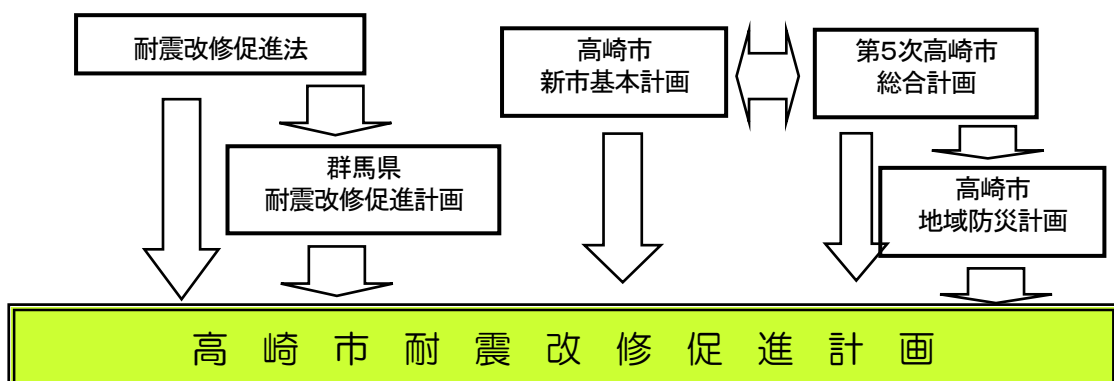 耐震改修促進法
高崎市
新市基本計画
第5次高崎市
総合計画
群馬県
耐震改修促進計画
高崎市
地域防災計画
高崎市耐震改修促進計画